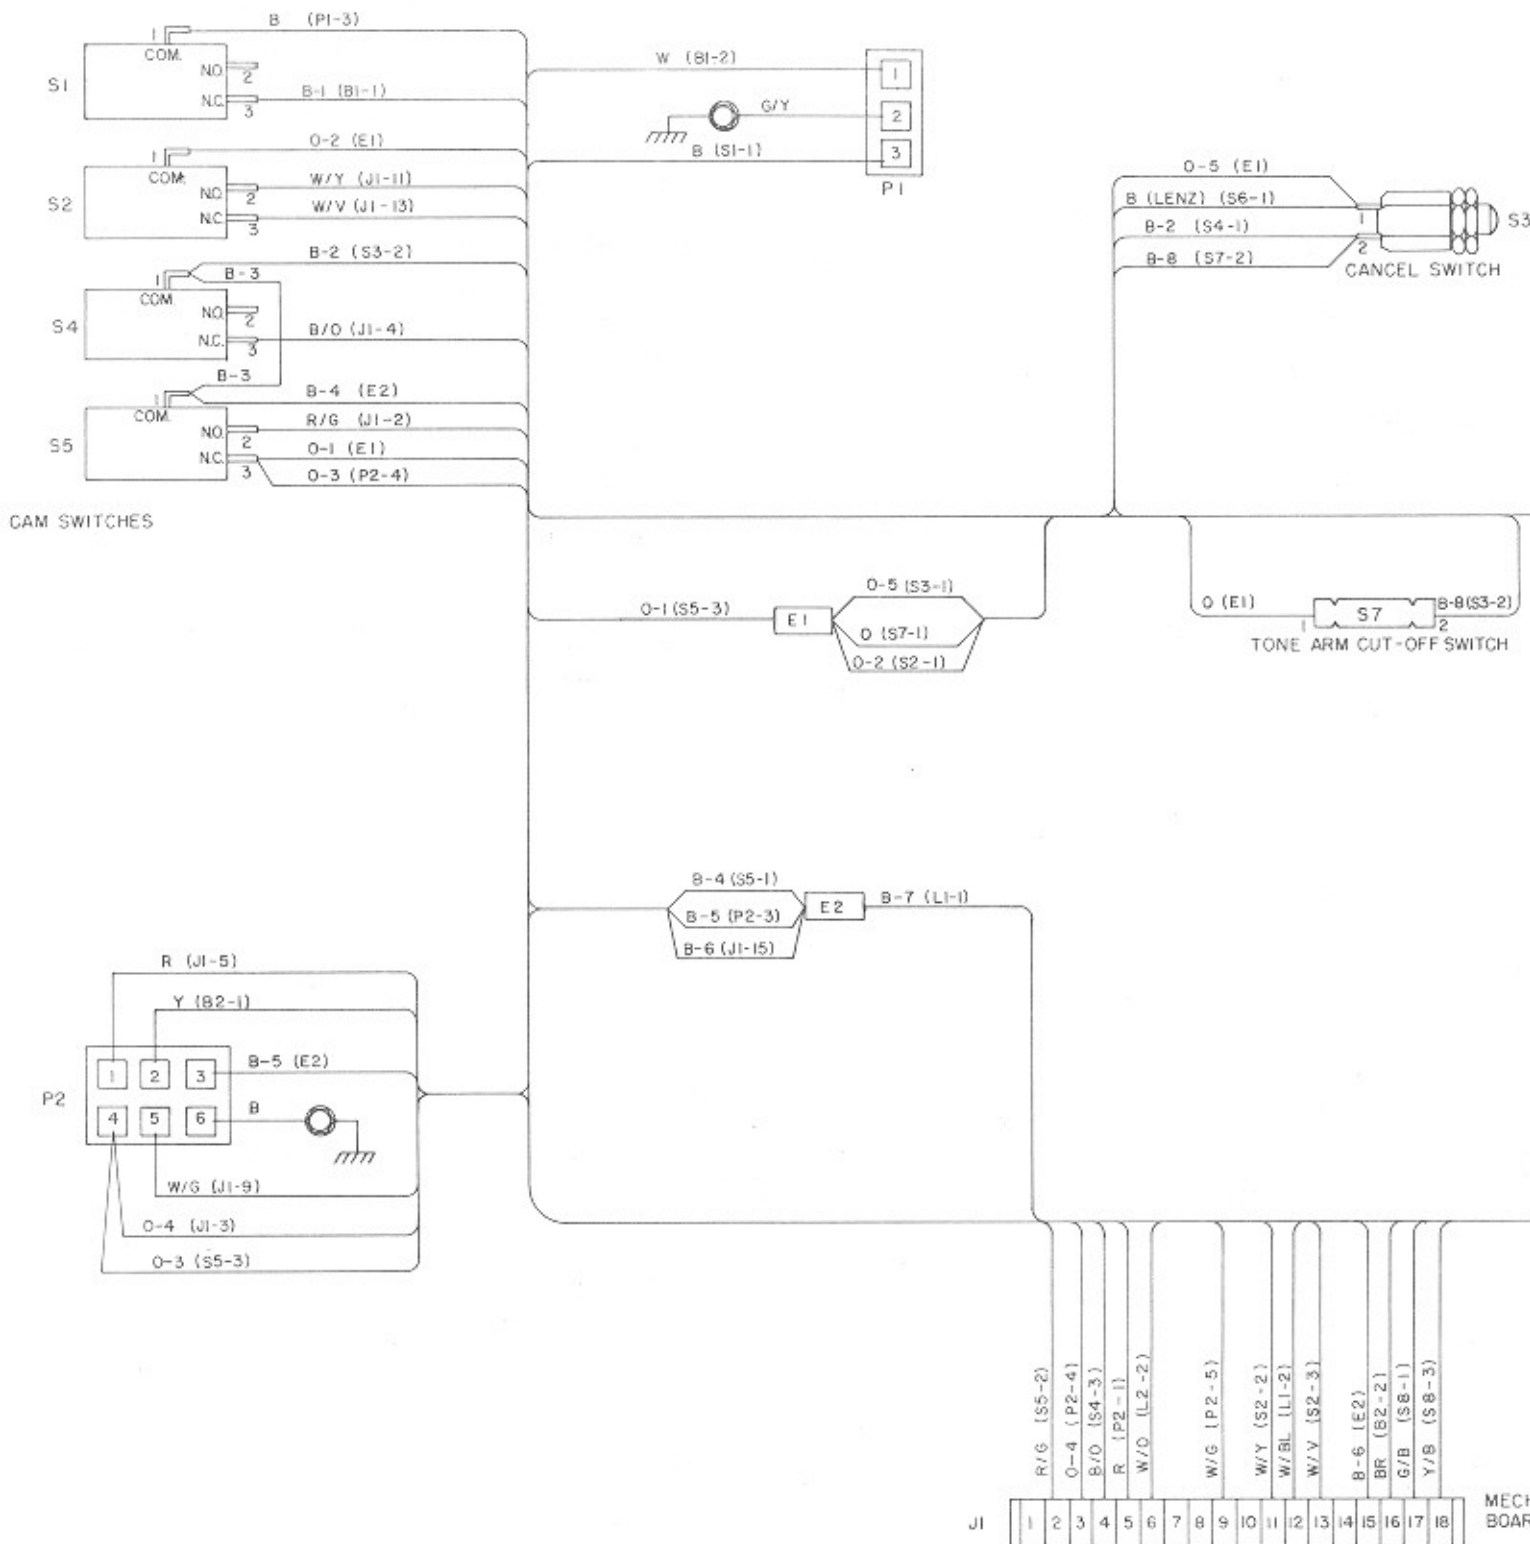 B (P1-3)
1
COM.
N.O.
2
S1
N.C.
3
B-1 (B1-1)
W (B1-2)
1
G/Y
2
B (S1-1)
3
P1
O-2 (E1)
1
COM.
N.O.
2
W/Y (J1-11)
S2
N.C.
3
W/V (J1-13)
O-5 (E1)
B (LENZ) (S6-1)
1
S3
B-2 (S4-1)
2
B-8 (S7-2)
CANCEL SWITCH
B-2 (S3-2)
1
B-3
COM.
N.O.
2
S4
N.C.
3
B/O (J1-4)
B-3
1
B-4 (E2)
COM.
R/G (J1-2)
N.O.
2
S5
O-1 (E1)
N.C.
3
O-3 (P2-4)
CAM SWITCHES
O-5 (S3-1)
O-1 (S5-3)
E1
O (S7-1)
O-2 (S2-1)
O (E1)
1
S7
B-8(S3-2)
2
TONE ARM CUT-OFF SWITCH
B-4 (S5-1)
E2
B-7 (L1-1)
B-5 (P2-3)
B-6 (J1-15)
R (J1-5)
Y (B2-1)
B-5 (E2)
1 2 3
P2
B
4 5 6
W/G (J1-9)
O-4 (J1-3)
O-3 (S5-3)
R/G (S5-2)
O-4 (P2-4)
B/O (S4-3)
R (P2-1)
W/O (L2-2)
W/G (P2-5)
W/Y (S2-2)
W/BL (L1-2)
W/V (S2-3)
B-6 (E2)
BR (B2-2)
G/B (S8-1)
Y/B (S8-3)
J1
1 2 3 4 5 6 7 8 9 10 11 12 13 14 15 16 17 18
MECH
BOAR